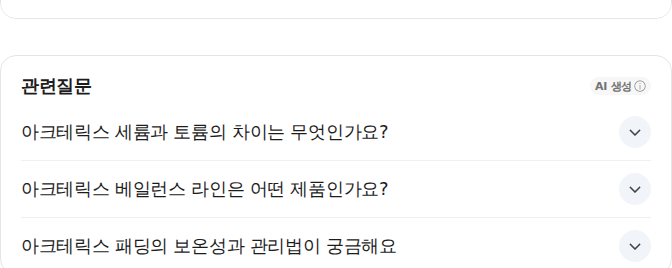 관련질문
AI 생성 ⓘ
아크테릭스 세륨과 토륨의 차이는 무엇인가요?
아크테릭스 베일런스 라인은 어떤 제품인가요?
아크테릭스 패딩의 보온성과 관리법이 궁금해요